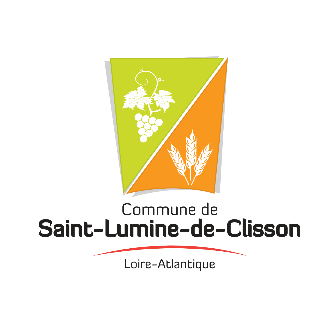 Commune de
Saint-Lumine-de-Clisson
Loire-Atlantique